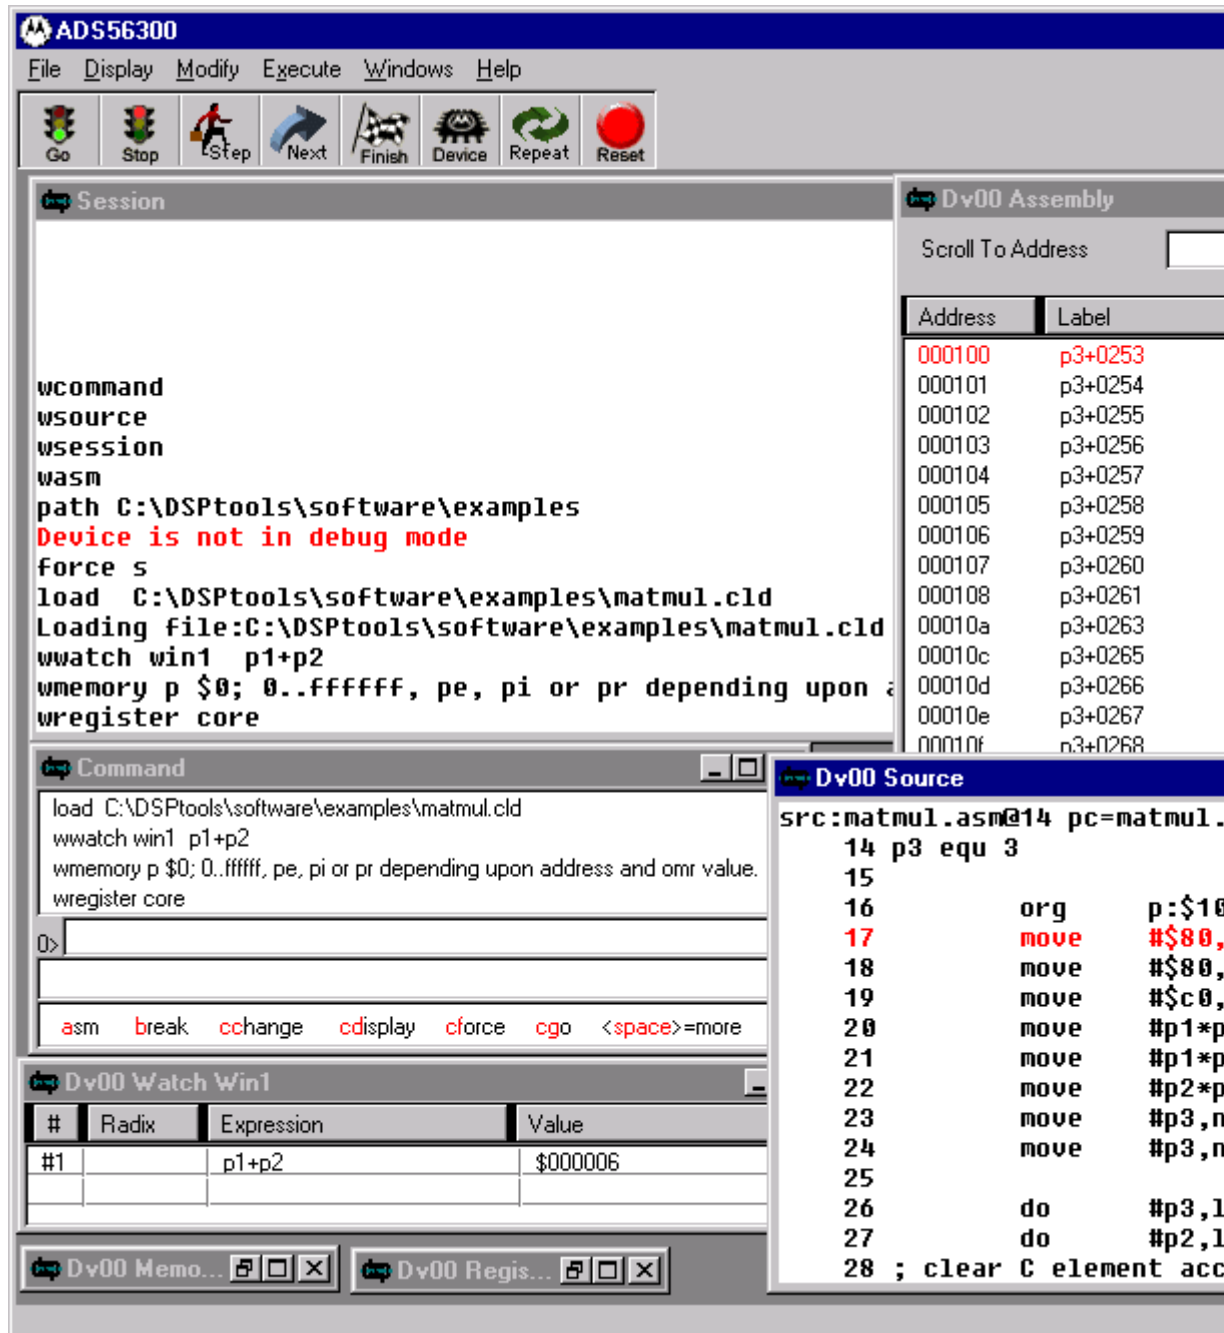 ADS56300
File Display Modify Execute Windows Help
Go Stop Step Next Finish Device Repeat Reset
Session
wcommand
wsource
wsession
wasm
path C:\DSPtools\software\examples
Device is not in debug mode
force s
load  C:\DSPtools\software\examples\matmul.cld
Loading file:C:\DSPtools\software\examples\matmul.cld
wwatch win1  p1+p2
wmemory p $0; 0..ffffff, pe, pi or pr depending upon
wregister core
Dv00 Assembly
Scroll To Address
Address Label
000100 p3+0253
000101 p3+0254
000102 p3+0255
000103 p3+0256
000104 p3+0257
000105 p3+0258
000106 p3+0259
000107 p3+0260
000108 p3+0261
00010a p3+0263
00010c p3+0265
00010d p3+0266
00010e p3+0267
00010f p3+0268
Command
load  C:\DSPtools\software\examples\matmul.cld
wwatch win1  p1+p2
wmemory p $0; 0..ffffff, pe, pi or pr depending upon address and omr value.
wregister core
0>
asm break cchange cdisplay cforce cgo <space>=more
Dv00 Watch Win1
# Radix Expression Value
#1 p1+p2 $000006
Dv00 Memo...
Dv00 Regis...
Dv00 Source
src:matmul.asm@14 pc=matmul.
14 p3 equ 3
15
16 org p:$10
17 move #$80,
18 move #$80,
19 move #$c0,
20 move #p1*p
21 move #p1*p
22 move #p2*p
23 move #p3,n
24 move #p3,n
25
26 do #p3,l
27 do #p2,l
28 ; clear C element acc